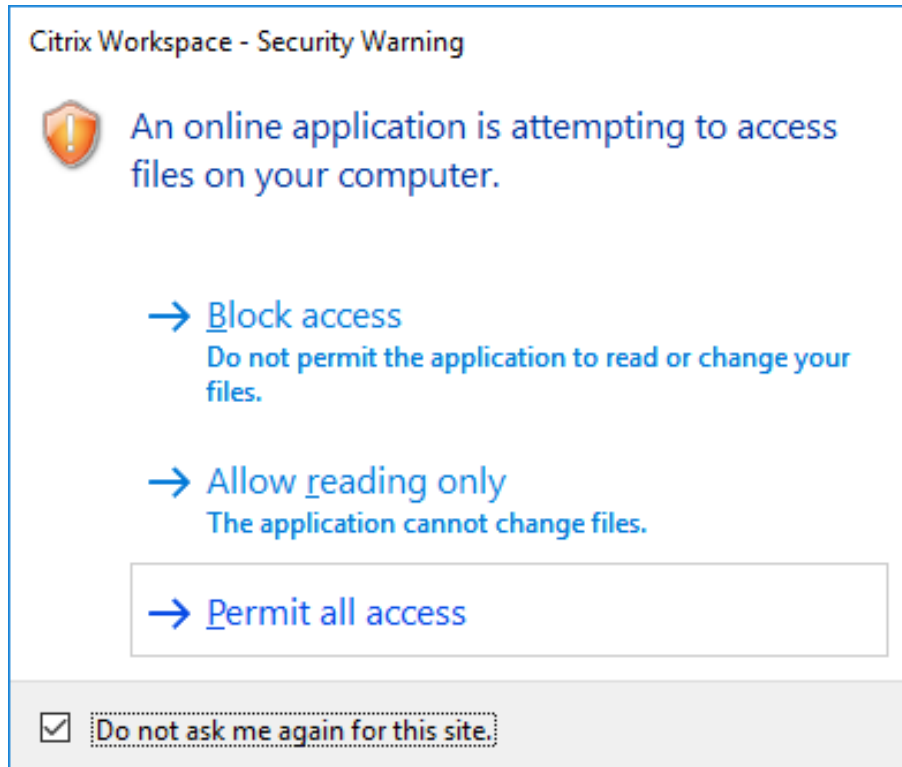 Citrix Workspace - Security Warning
An online application is attempting to access
files on your computer.
Block access
Do not permit the application to read or change your
files.
Allow reading only
The application cannot change files.
Permit all access
Do not ask me again for this site.